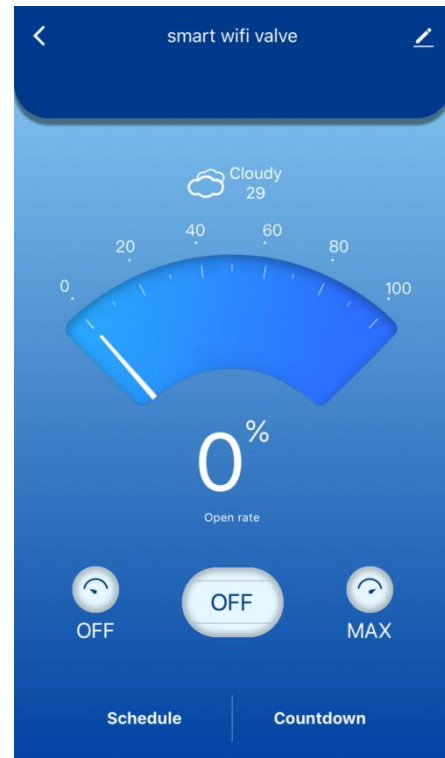 smart wifi valve
Cloudy
29
0 20 40 60 80 100
0%
Open rate
OFF
OFF
MAX
Schedule
Countdown